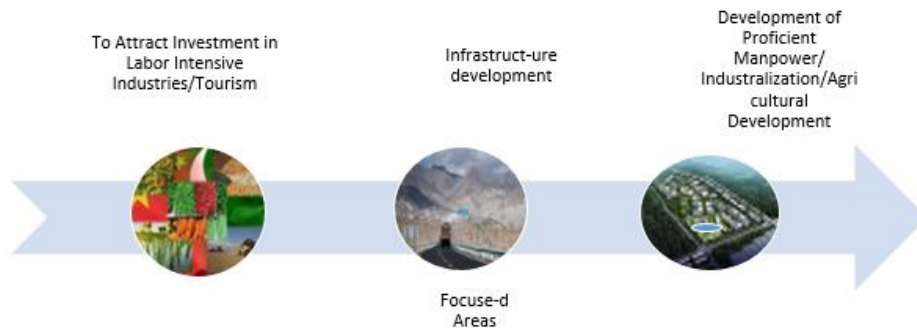 To Attract Investment in
Labor Intensive
Industries/Tourism
Infrastruct-ure
development
Development of
Proficient
Manpower/
Industralization/Agri
cultural
Development
Focuse-d
Areas